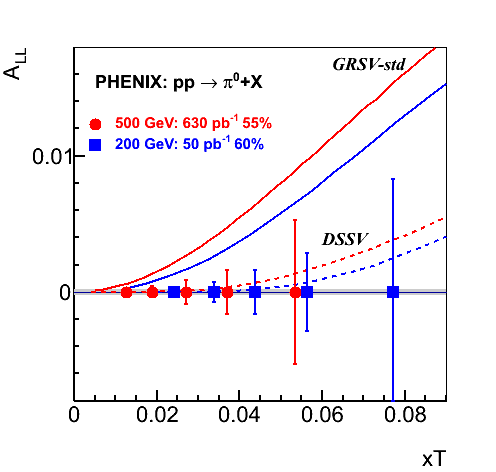 A_LL
GRSV-std
PHENIX: pp → π⁰+X
500 GeV: 630 pb⁻¹ 55%
200 GeV: 50 pb⁻¹ 60%
0.01
DSSV
0
0 0.02 0.04 0.06 0.08
xT